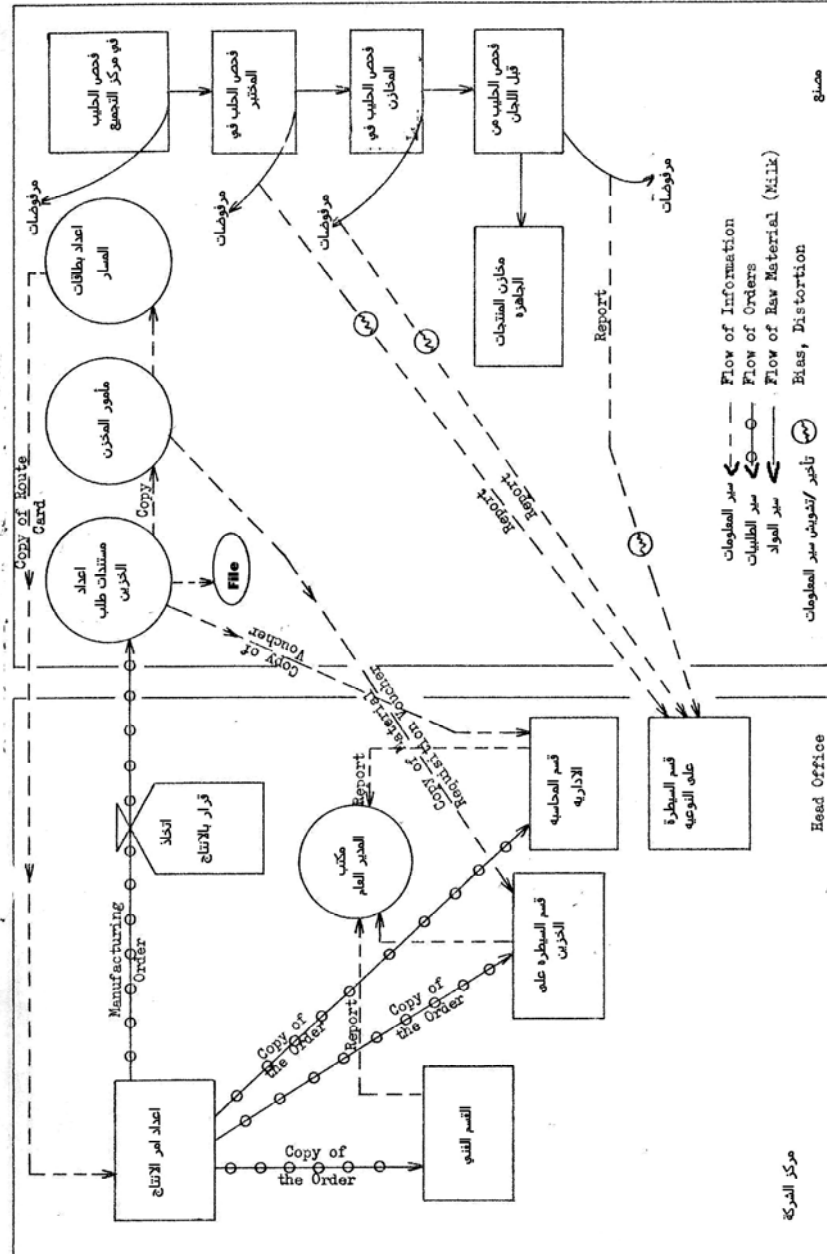 فحص الحليب
في مركز التجميع
فحص الحلب في
المختبر
فحص الحليب في
المخازن
فحص الحليب من
قبل اللجان
مرفوضات
مرفوضات
مرفوضات
مرفوضات
مخازن المنتجات
الجاهزه
اعداد بطاقات
المسار
مأمور المخزن
اعداد
مستندات طلب
الخزين
File
Copy
Copy of Route
Card
Copy of
Voucher
Copy of Material
Requisition Voucher
Report
Report
Report
مصنع
سير المعلومات
Flow of Information
سير الطلبيات
Flow of Orders
سير المواد
Flow of Raw Material (Milk)
تأخير /تشويش سير المعلومات
Bias, Distortion
Manufacturing
Order
اتخاذ
قرار بالانتاج
اعداد امر الانتاج
Copy of
the Order
Copy of
the Order
Copy of
the Order
Report
Report
مكتب
المدير العام
القسم الفني
قسم السيطره على
الخزين
قسم المحاسبه
الاداريه
قسم السيطرة
على النوعيه
Head Office
مركز الشركة